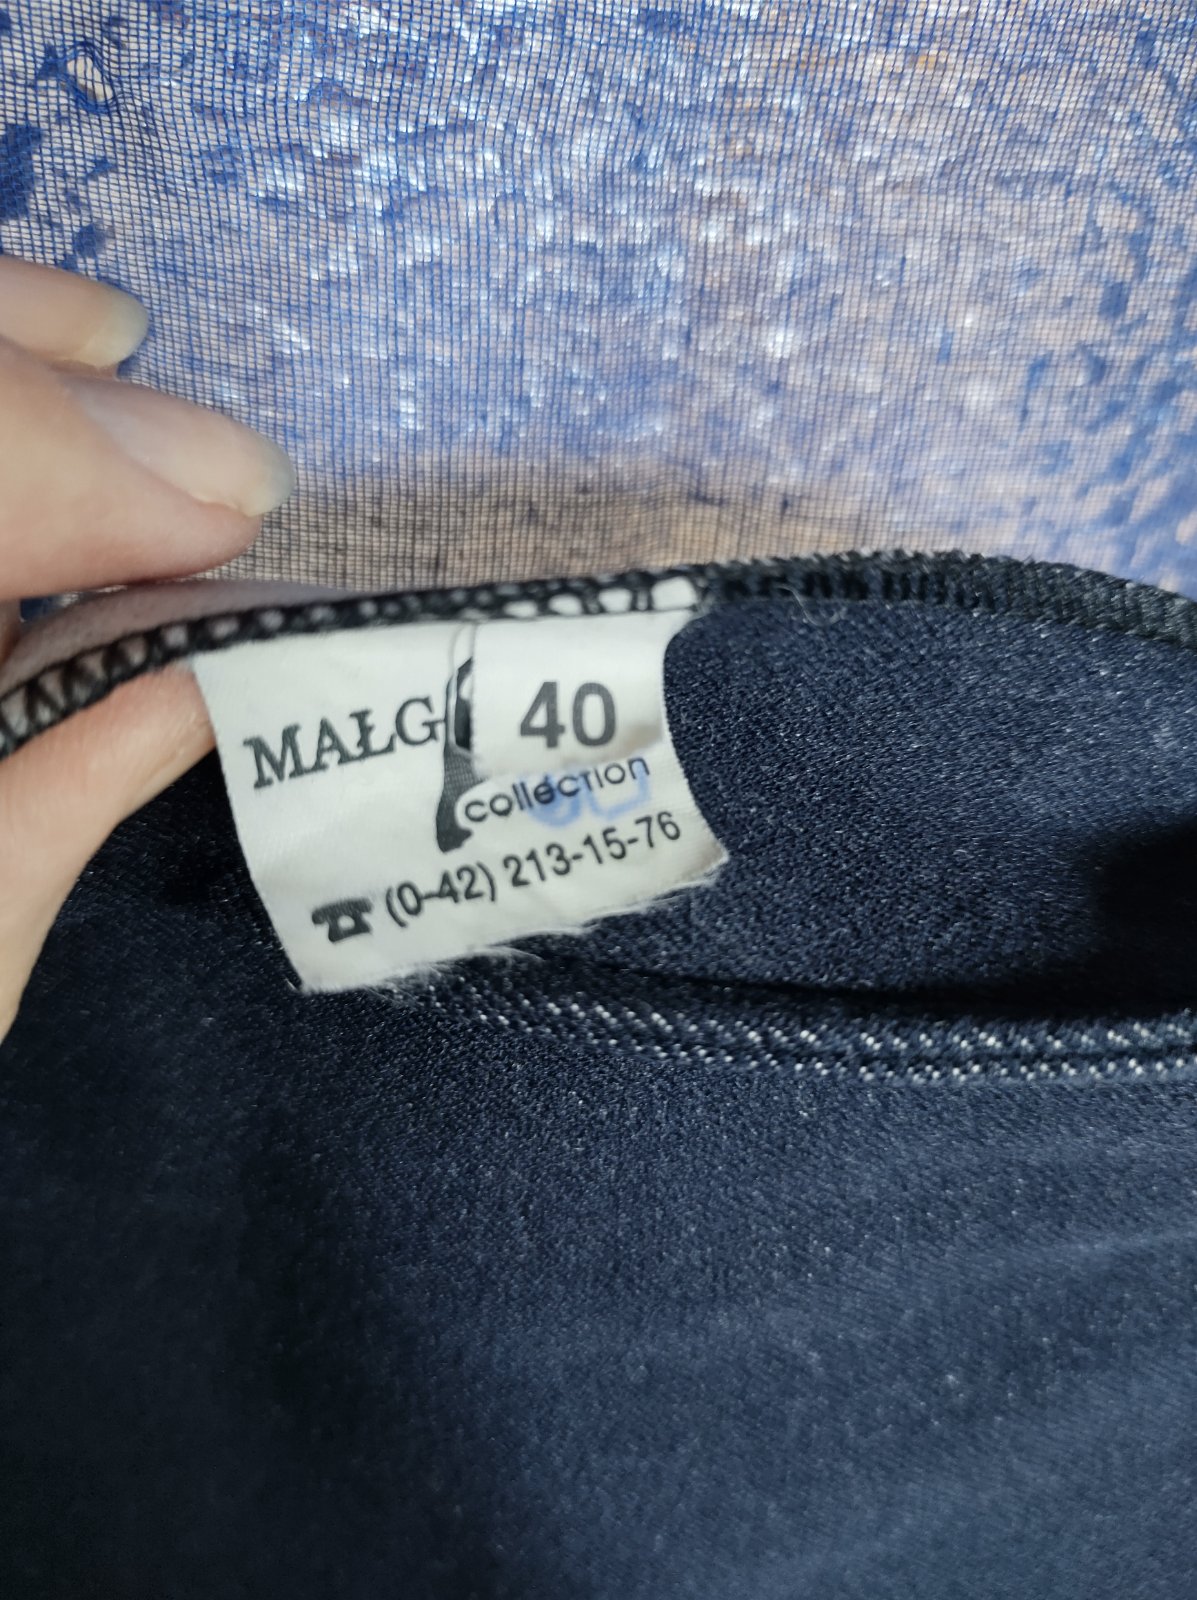 MAŁG
40
collection
(0-42) 213-15-76